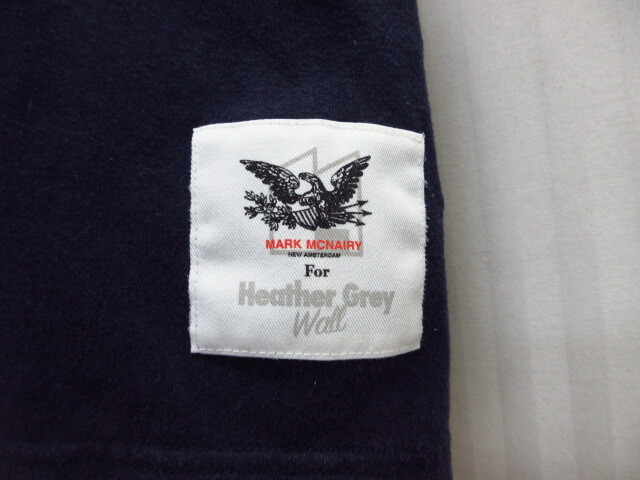 MARK MCNAIRY
NEW AMSTERDAM
For
Heather Grey
Wall